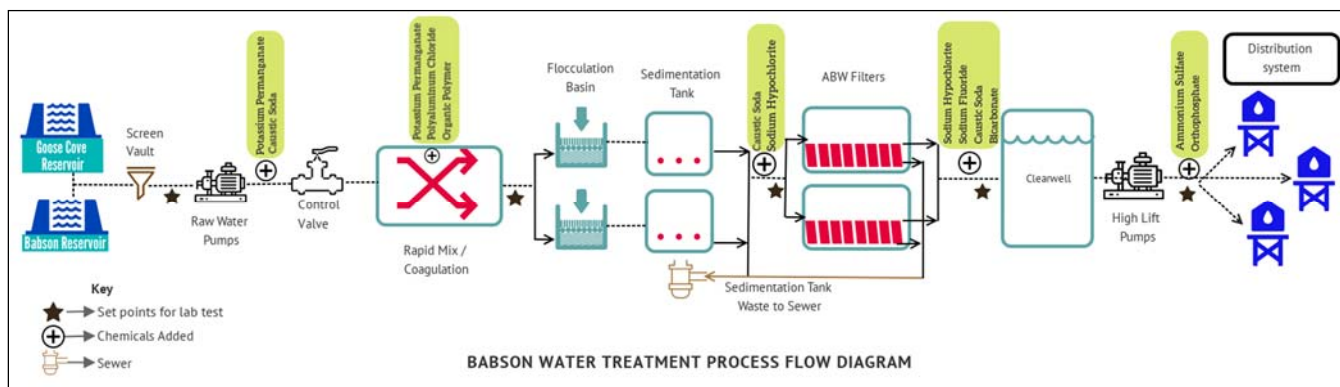 Goose Cove
Reservoir
Babson Reservoir
Screen
Vault
Raw Water
Pumps
Potassium Permanganate
Caustic Soda
Control
Valve
Potassium Permanganate
Polyaluminum Chloride
Organic Polymer
Rapid Mix /
Coagulation
Flocculation
Basin
Sedimentation
Tank
Caustic Soda
Sodium Hypochlorite
ABW Filters
Sodium Hypochlorite
Sodium Fluoride
Caustic Soda
Bicarbonate
Clearwell
High Lift
Pumps
Ammonium Sulfate
Orthophosphate
Distribution
system
Sedimentation Tank
Waste to Sewer
Key
Set points for lab test
Chemicals Added
Sewer
BABSON WATER TREATMENT PROCESS FLOW DIAGRAM